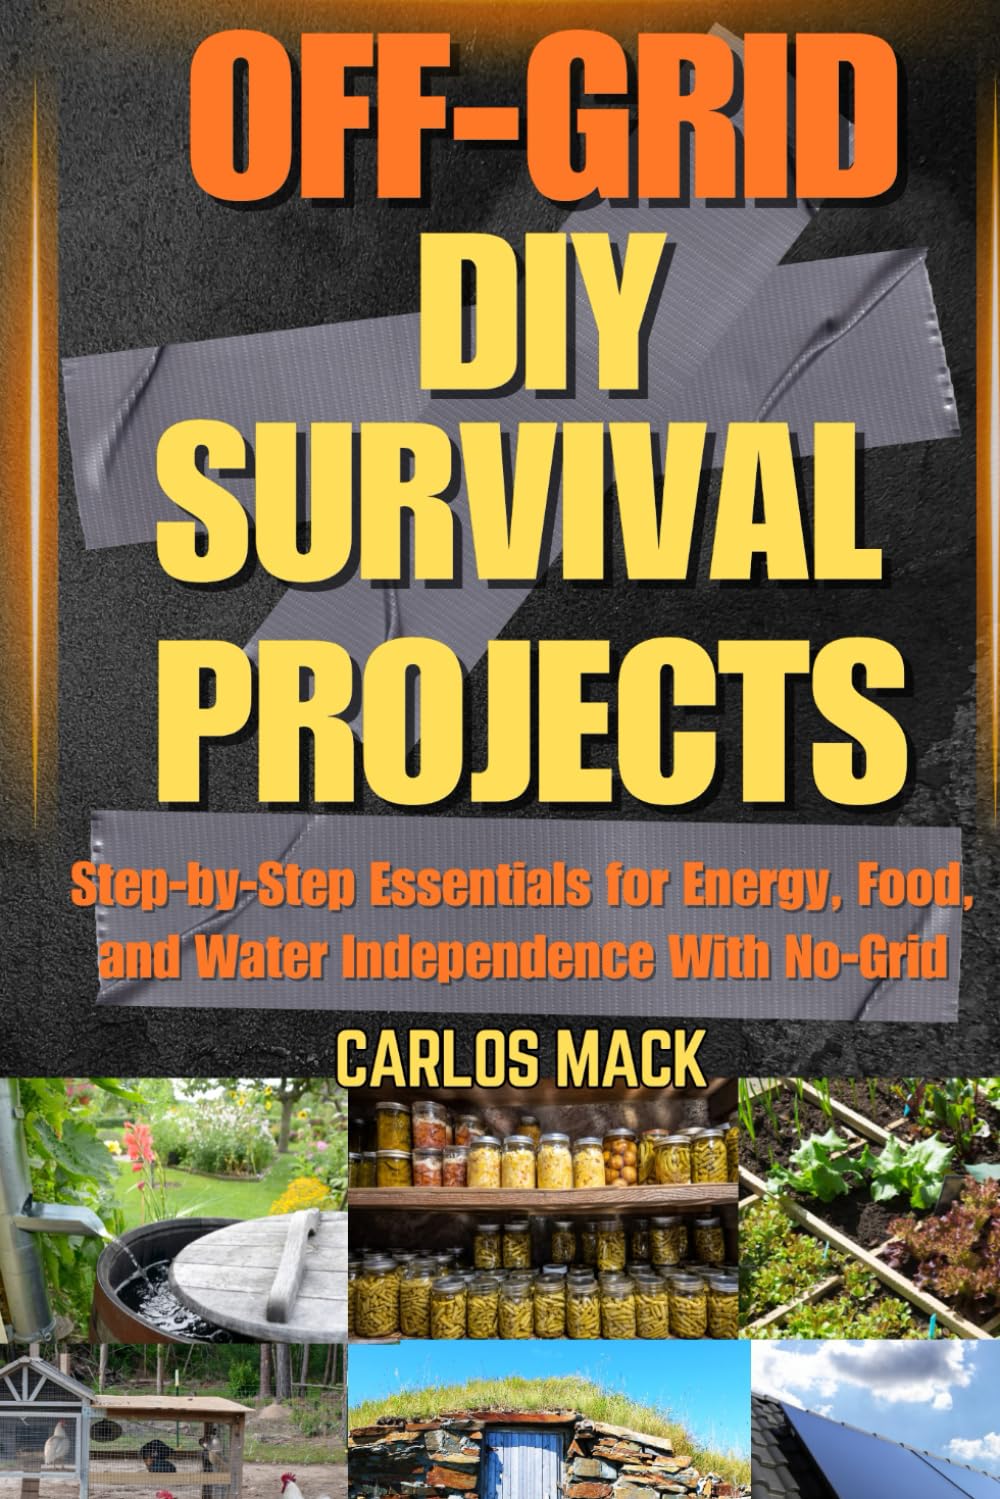 OFF-GRID
DIY
SURVIVAL
PROJECTS
Step-by-Step Essentials for Energy, Food,
and Water Independence With No-Grid
CARLOS MACK